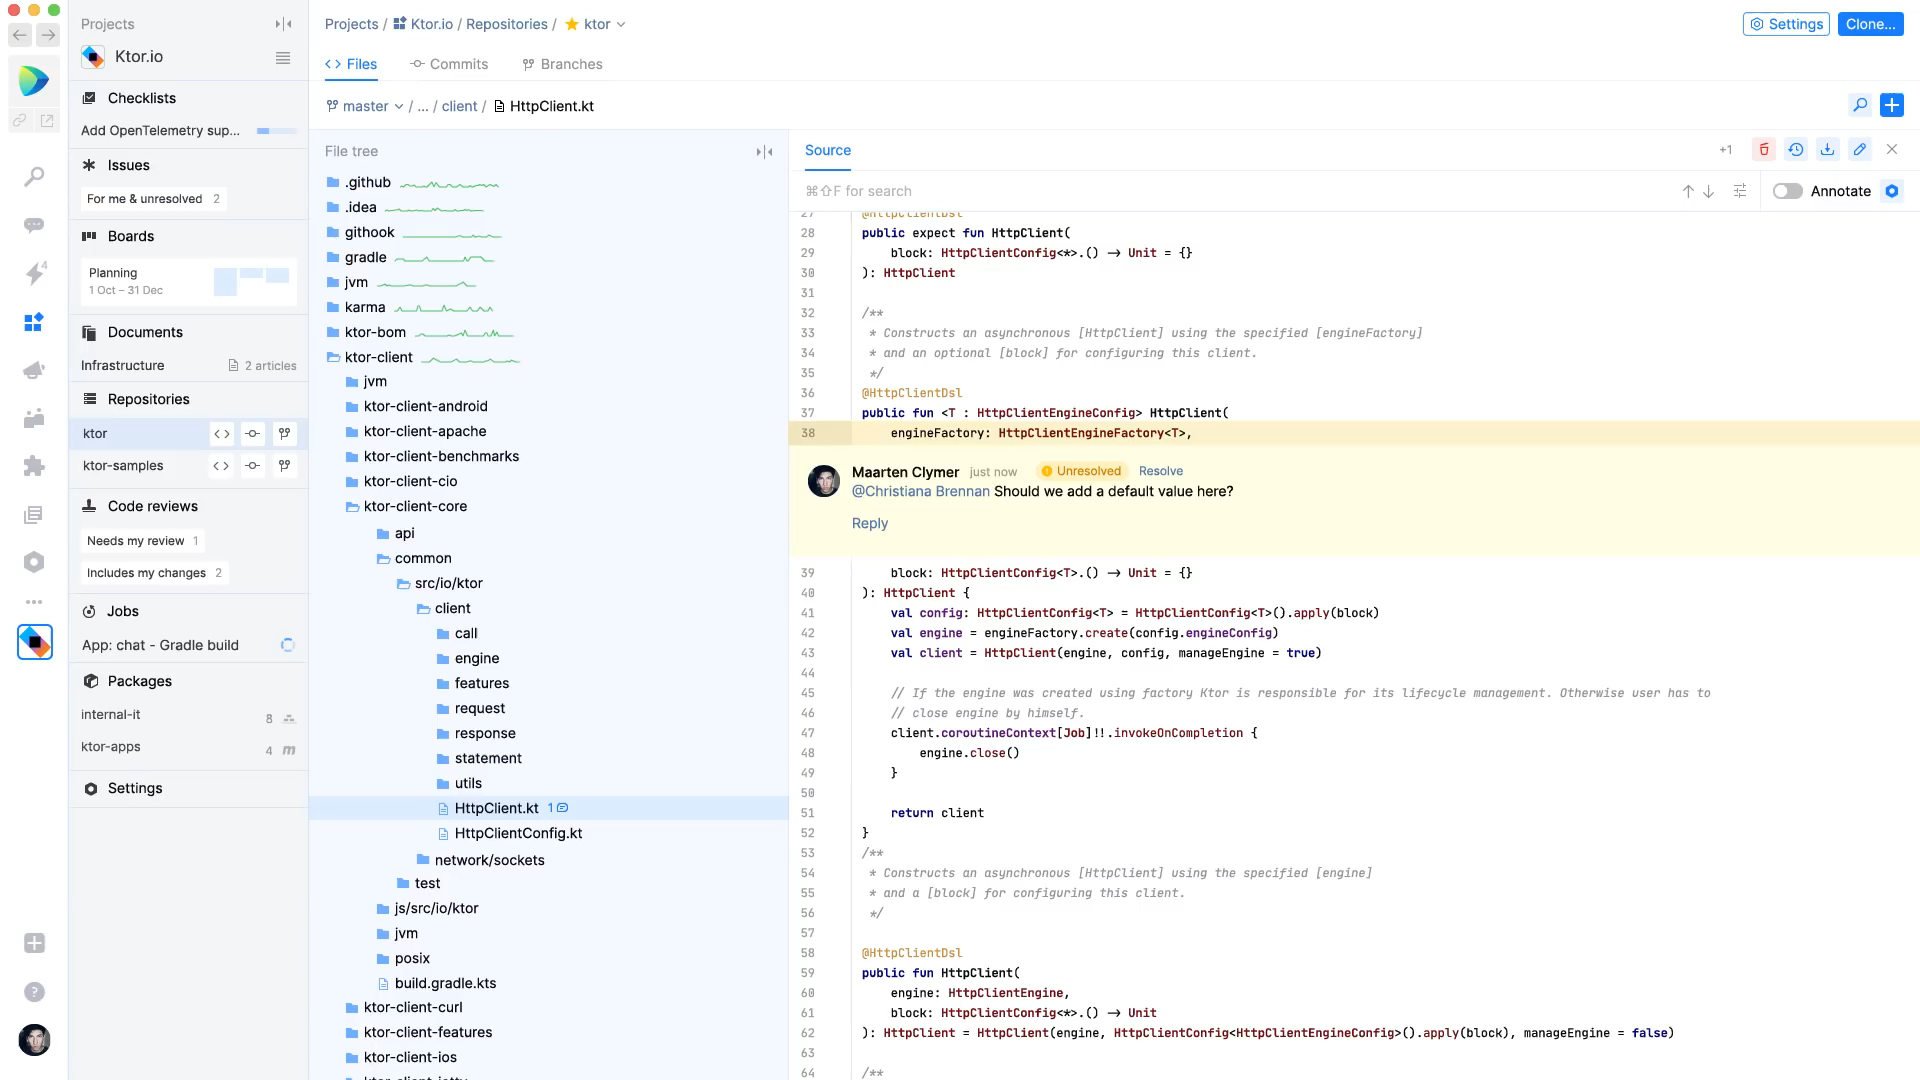 Projects
Ktor.io
Checklists
Add OpenTelemetry sup...
Issues
For me & unresolved 2
Boards
Planning
1 Oct – 31 Dec
Documents
Infrastructure 2 articles
Repositories
ktor
ktor-samples
Code reviews
Needs my review 1
Includes my changes 2
Jobs
App: chat - Gradle build
Packages
internal-it 8
ktor-apps 4 m
Settings
4
Projects / Ktor.io / Repositories / ktor
Settings
Clone...
Files
Commits
Branches
master / ... / client / HttpClient.kt
File tree
.github
.idea
githook
gradle
jvm
karma
ktor-bom
ktor-client
jvm
ktor-client-android
ktor-client-apache
ktor-client-benchmarks
ktor-client-cio
ktor-client-core
api
common
src/io/ktor
client
call
engine
features
request
response
statement
utils
HttpClient.kt 1
HttpClientConfig.kt
network/sockets
test
js/src/io/ktor
jvm
posix
build.gradle.kts
ktor-client-curl
ktor-client-features
ktor-client-ios
ktor-client-jetty
Source
+1
⌘⇧F for search
Annotate
27 @HttpClientDsl
28 public expect fun HttpClient(
29 block: HttpClientConfig<*>.() → Unit = {}
30 ): HttpClient
31
32 /**
33 * Constructs an asynchronous [HttpClient] using the specified [engineFactory]
34 * and an optional [block] for configuring this client.
35 */
36 @HttpClientDsl
37 public fun <T : HttpClientEngineConfig> HttpClient(
38 engineFactory: HttpClientEngineFactory<T>,
Maarten Clymer just now Unresolved Resolve
@Christiana Brennan Should we add a default value here?
Reply
39 block: HttpClientConfig<T>.() → Unit = {}
40 ): HttpClient {
41 val config: HttpClientConfig<T> = HttpClientConfig<T>().apply(block)
42 val engine = engineFactory.create(config.engineConfig)
43 val client = HttpClient(engine, config, manageEngine = true)
44
45 // If the engine was created using factory Ktor is responsible for its lifecycle management. Otherwise user has to
46 // close engine by himself.
47 client.coroutineContext[Job]!!.invokeOnCompletion {
48 engine.close()
49 }
50
51 return client
52 }
53 /**
54 * Constructs an asynchronous [HttpClient] using the specified [engine]
55 * and a [block] for configuring this client.
56 */
57
58 @HttpClientDsl
59 public fun HttpClient(
60 engine: HttpClientEngine,
61 block: HttpClientConfig<*>.() → Unit
62 ): HttpClient = HttpClient(engine, HttpClientConfig<HttpClientEngineConfig>().apply(block), manageEngine = false)
63
64 /**